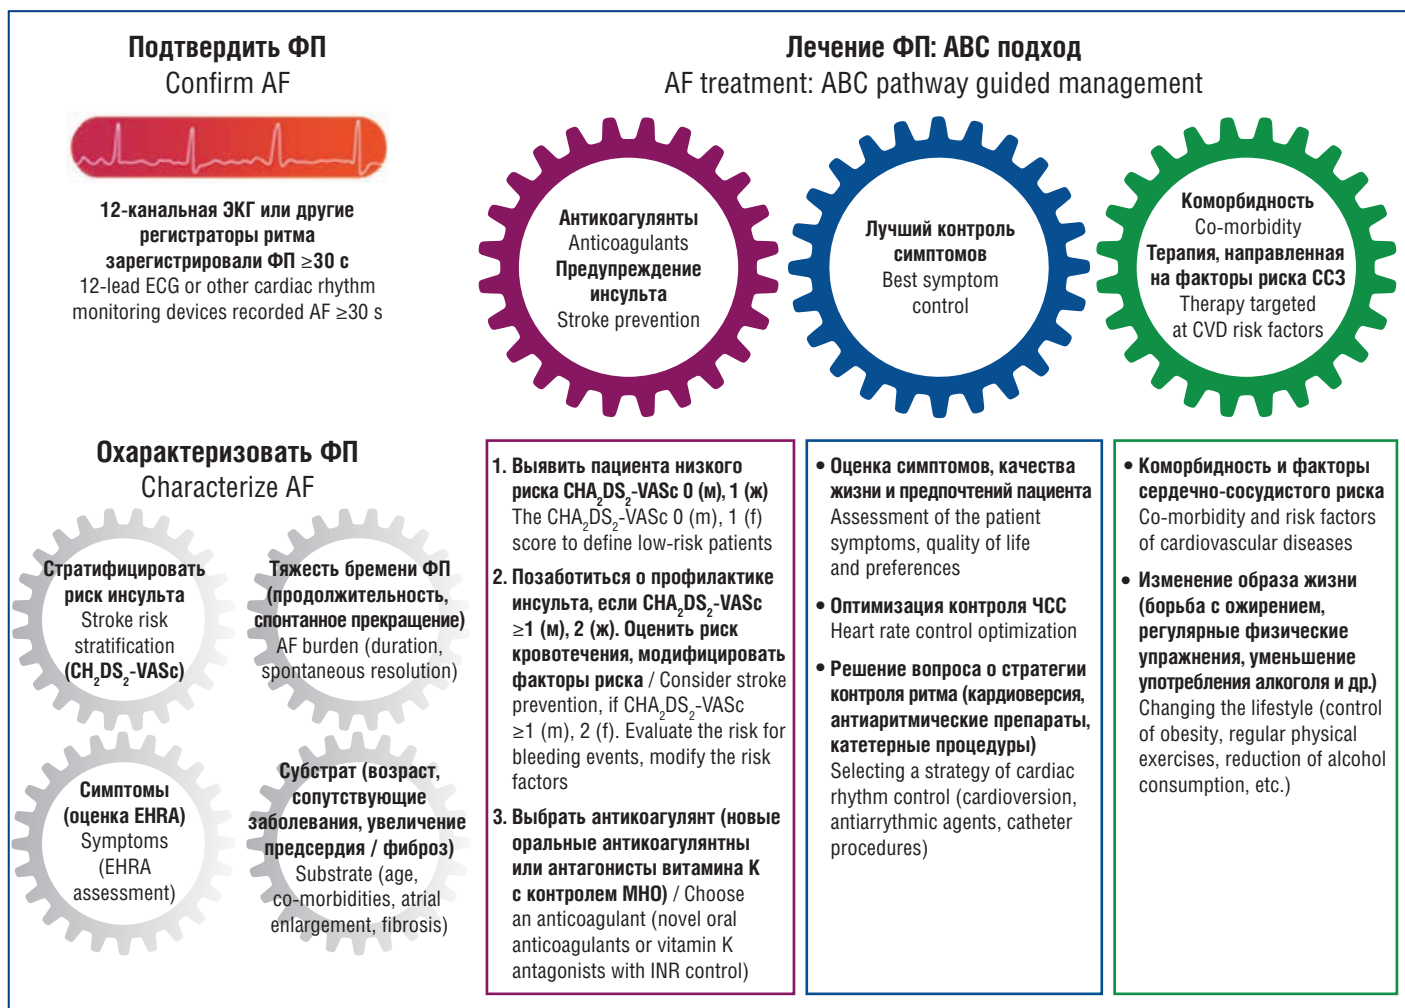 Подтвердить ФП
Confirm AF
12-канальная ЭКГ или другие
регистраторы ритма
зарегистрировали ФП ≥30 с
12-lead ECG or other cardiac rhythm
monitoring devices recorded AF ≥30 s
Охарактеризовать ФП
Characterize AF
Стратифицировать
риск инсульта
Stroke risk
stratification
(CH₂DS₂-VASc)
Тяжесть бремени ФП
(продолжительность,
спонтанное прекращение)
AF burden (duration,
spontaneous resolution)
Симптомы
(оценка EHRA)
Symptoms
(EHRA
assessment)
Субстрат (возраст,
сопутствующие
заболевания, увеличение
предсердия / фиброз)
Substrate (age,
co-morbidities, atrial
enlargement, fibrosis)
Лечение ФП: ABC подход
AF treatment: ABC pathway guided management
Антикоагулянты
Anticoagulants
Предупреждение
инсульта
Stroke prevention
Лучший контроль
симптомов
Best symptom
control
Коморбидность
Co-morbidity
Терапия, направленная
на факторы риска ССЗ
Therapy targeted
at CVD risk factors
1. Выявить пациента низкого
риска CHA₂DS₂-VASc 0 (м), 1 (ж)
The CHA₂DS₂-VASc 0 (m), 1 (f)
score to define low-risk patients
2. Позаботиться о профилактике
инсульта, если CHA₂DS₂-VASc
≥1 (м), 2 (ж). Оценить риск
кровотечения, модифицировать
факторы риска / Consider stroke
prevention, if CHA₂DS₂-VASc
≥1 (m), 2 (f). Evaluate the risk for
bleeding events, modify the risk
factors
3. Выбрать антикоагулянт (новые
оральные антикоагулянтны
или антагонисты витамина К
с контролем МНО) / Choose
an anticoagulant (novel oral
anticoagulants or vitamin K
antagonists with INR control)
• Оценка симптомов, качества
жизни и предпочтений пациента
Assessment of the patient
symptoms, quality of life
and preferences
• Оптимизация контроля ЧСС
Heart rate control optimization
• Решение вопроса о стратегии
контроля ритма (кардиоверсия,
антиаритмические препараты,
катетерные процедуры)
Selecting a strategy of cardiac
rhythm control (cardioversion,
antiarrythmic agents, catheter
procedures)
• Коморбидность и факторы
сердечно-сосудистого риска
Co-morbidity and risk factors
of cardiovascular diseases
• Изменение образа жизни
(борьба с ожирением,
регулярные физические
упражнения, уменьшение
употребления алкоголя и др.)
Changing the lifestyle (control
of obesity, regular physical
exercises, reduction of alcohol
consumption, etc.)